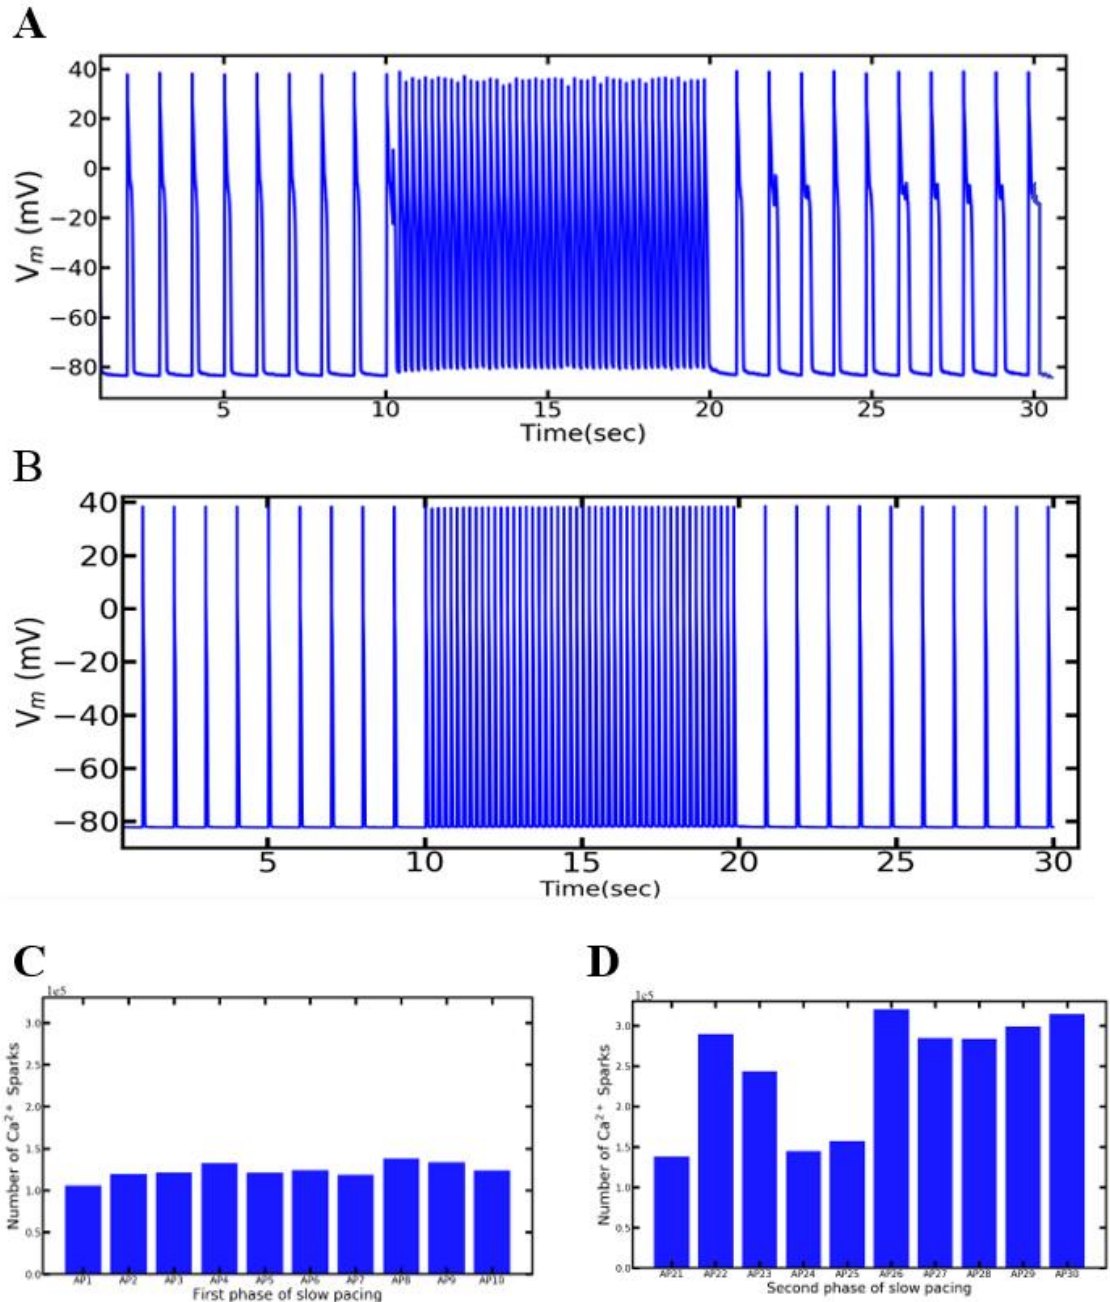 A
40
20
0
−20
−40
−60
−80
V_m (mV)
5 10 15 20 25 30
Time(sec)
B
40
20
0
−20
−40
−60
−80
V_m (mV)
5 10 15 20 25 30
Time(sec)
C
1e5
3.0
2.5
2.0
1.5
1.0
0.5
0.0
Number of Ca²⁺ Sparks
AP1 AP2 AP3 AP4 AP5 AP6 AP7 AP8 AP9 AP10
First phase of slow pacing
D
1e5
3.0
2.5
2.0
1.5
1.0
0.5
0.0
Number of Ca²⁺ Sparks
AP21 AP22 AP23 AP24 AP25 AP26 AP27 AP28 AP29 AP30
Second phase of slow pacing